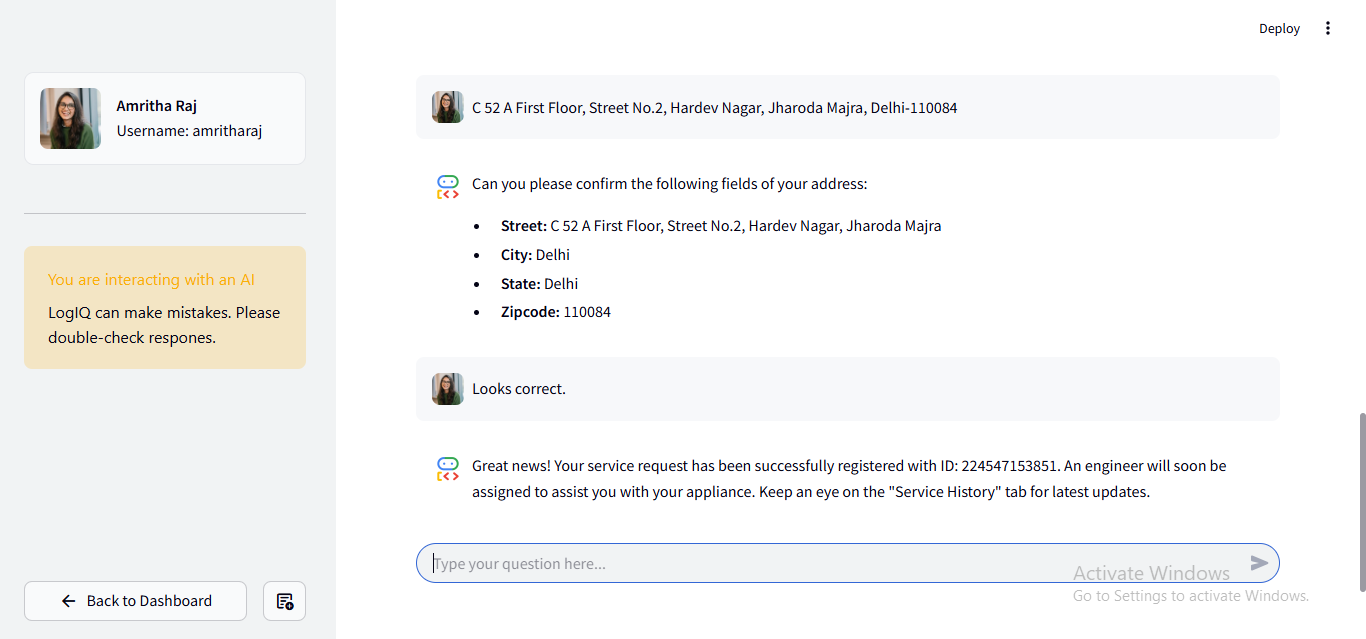 Deploy
Amritha Raj
Username: amritharaj
You are interacting with an AI
LogIQ can make mistakes. Please
double-check respones.
Back to Dashboard
C 52 A First Floor, Street No.2, Hardev Nagar, Jharoda Majra, Delhi-110084
Can you please confirm the following fields of your address:
• Street: C 52 A First Floor, Street No.2, Hardev Nagar, Jharoda Majra
• City: Delhi
• State: Delhi
• Zipcode: 110084
Looks correct.
Great news! Your service request has been successfully registered with ID: 224547153851. An engineer will soon be
assigned to assist you with your appliance. Keep an eye on the "Service History" tab for latest updates.
Type your question here...
Activate Windows
Go to Settings to activate Windows.